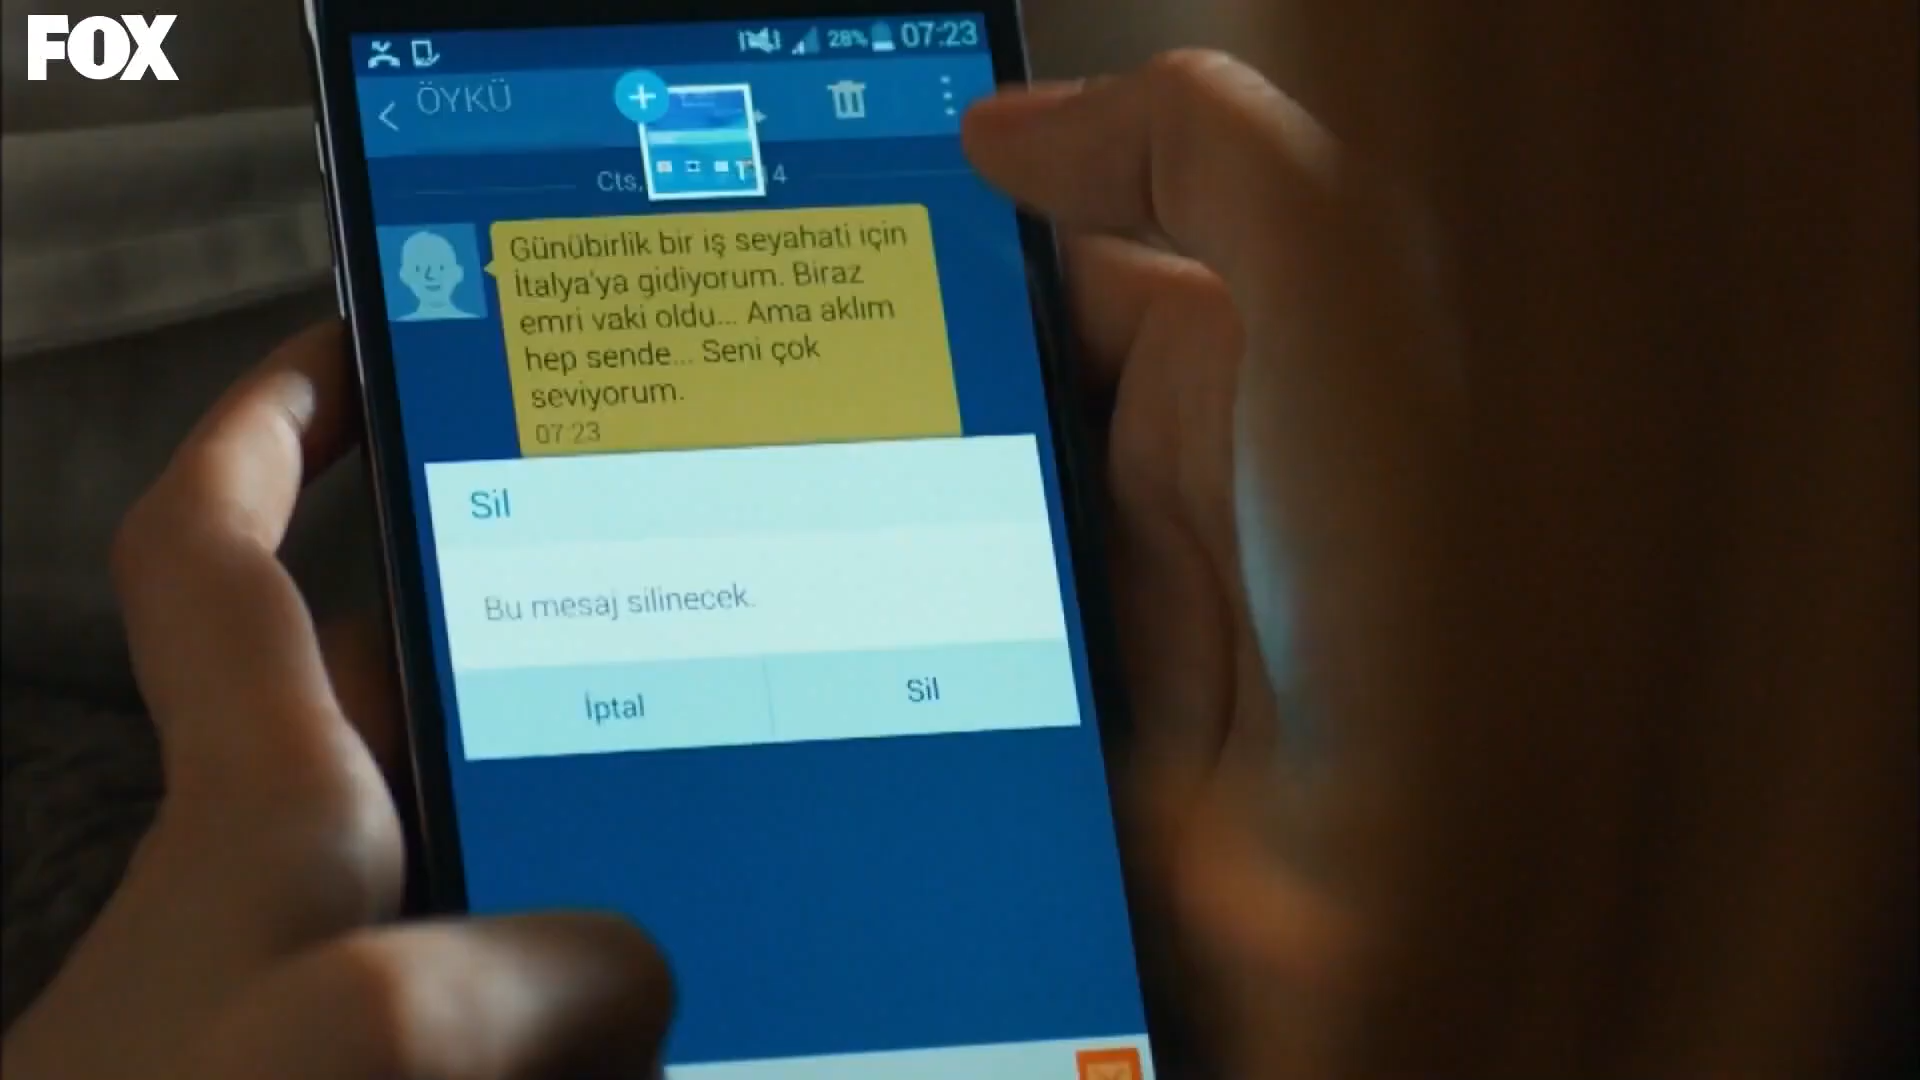 FOX
28% 07:23
ÖYKÜ
Cts,
Günübirlik bir iş seyahati için
İtalya'ya gidiyorum. Biraz
emri vaki oldu... Ama aklım
hep sende... Seni çok
seviyorum.
07:23
Sil
Bu mesaj silinecek.
İptal Sil